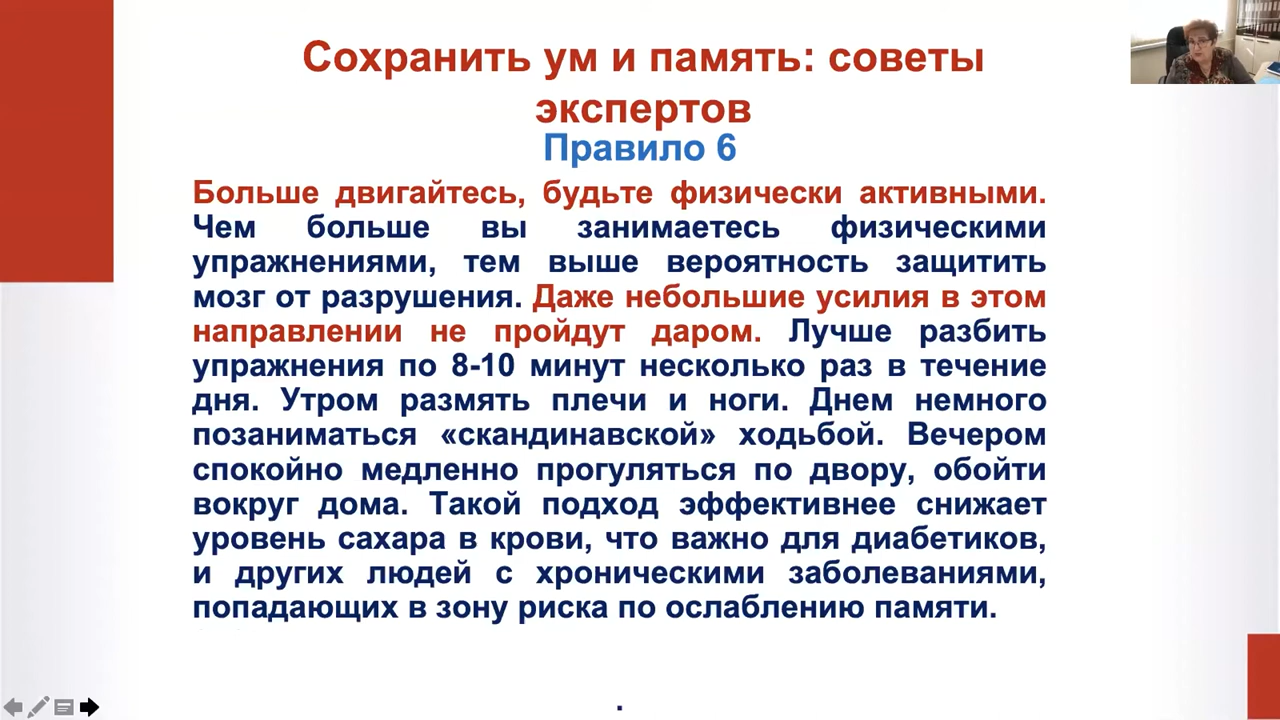 Сохранить ум и память: советы
экспертов
Правило 6
Больше двигайтесь, будьте физически активными.
Чем больше вы занимаетесь физическими
упражнениями, тем выше вероятность защитить
мозг от разрушения. Даже небольшие усилия в этом
направлении не пройдут даром. Лучше разбить
упражнения по 8-10 минут несколько раз в течение
дня. Утром размять плечи и ноги. Днем немного
позаниматься «скандинавской» ходьбой. Вечером
спокойно медленно прогуляться по двору, обойти
вокруг дома. Такой подход эффективнее снижает
уровень сахара в крови, что важно для диабетиков,
и других людей с хроническими заболеваниями,
попадающих в зону риска по ослаблению памяти.
.